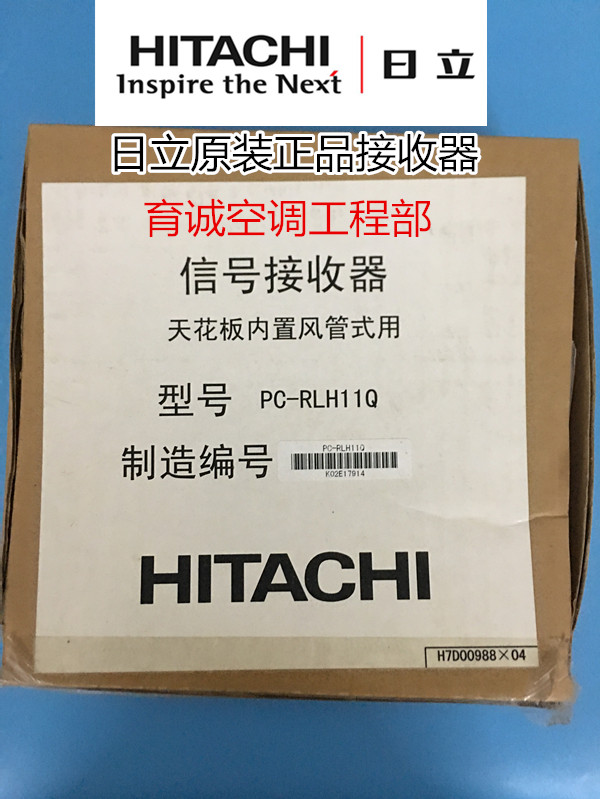 HITACHI
Inspire the Next
日立
日立原装正品接收器
育诚空调工程部
信号接收器
天花板内置风管式用
型号 PC-RLH11Q
制造编号
PC-RLH11Q
K02E17914
HITACHI
H7D00988×04